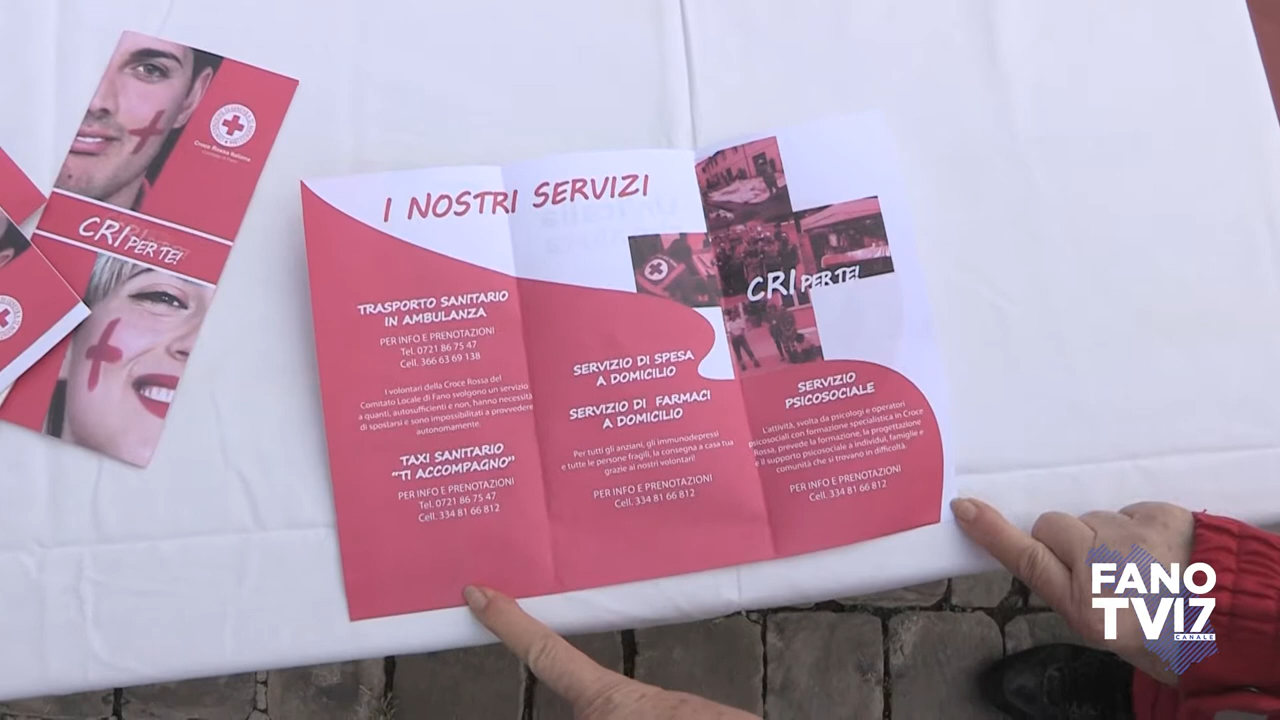 Croce Rossa Italiana
CRI PER TE!
I NOSTRI SERVIZI
TRASPORTO SANITARIO
IN AMBULANZA
PER INFO E PRENOTAZIONI
Tel. 0721 86 75 47
Cell. 366 63 69 138
I volontari della Croce Rossa del
Comitato Locale di Fano svolgono un servizio
a quanti, autosufficienti e non, hanno necessità
di spostarsi e sono impossibilitati a provvedere
autonomamente.
TAXI SANITARIO
"TI ACCOMPAGNO"
PER INFO E PRENOTAZIONI
Tel. 0721 86 75 47
Cell. 334 81 66 812
SERVIZIO DI SPESA
A DOMICILIO
SERVIZIO DI FARMACI
A DOMICILIO
Per tutti gli anziani, gli immunodepressi
e tutte le persone fragili, la consegna a casa tua
grazie ai nostri volontari!
PER INFO E PRENOTAZIONI
Cell. 334 81 66 812
CRI PER TE!
SERVIZIO
PSICOSOCIALE
L'attività, svolta da psicologi e operatori
psicosociali con formazione specialistica in Croce
Rossa, prevede la formazione, la progettazione
e il supporto psicosociale a individui, famiglie e
comunità che si trovano in difficoltà.
PER INFO E PRENOTAZIONI
Cell. 334 81 66 812
FANO
TV17
CANALE